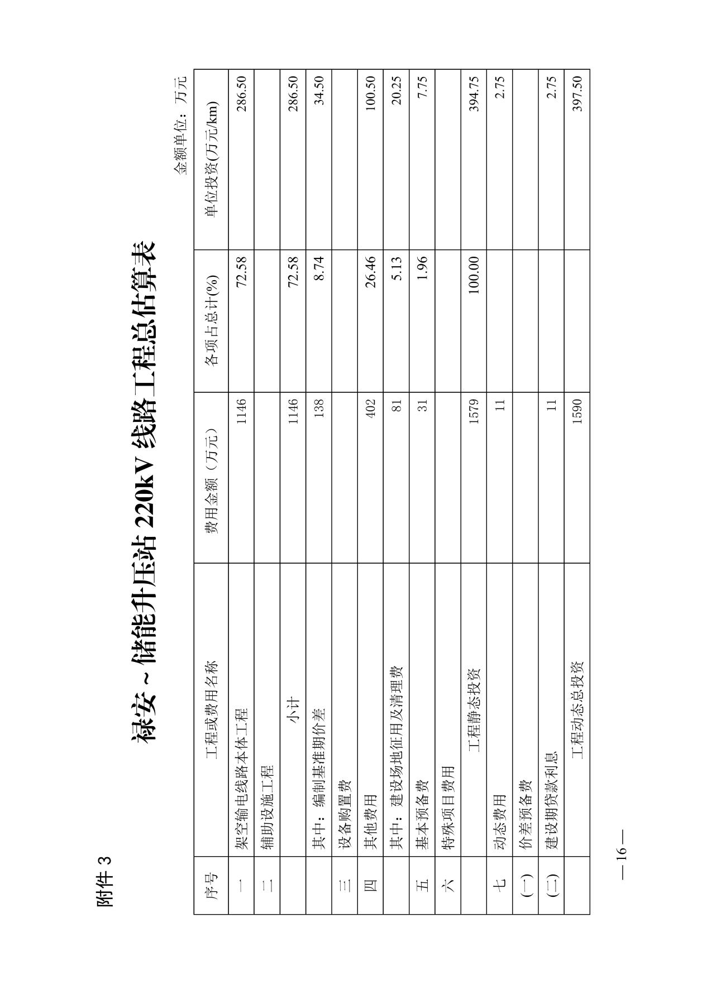 附件 3
禄安~储能升压站 220kV 线路工程总估算表
金额单位：万元
序号 工程或费用名称 费用金额（万元） 各项占总计(%) 单位投资(万元/km)
一 架空输电线路本体工程 1146 72.58 286.50
二 辅助设施工程
小计 1146 72.58 286.50
其中：编制基准期价差 138 8.74 34.50
三 设备购置费
四 其他费用 402 26.46 100.50
其中：建设场地征用及清理费 81 5.13 20.25
五 基本预备费 31 1.96 7.75
六 特殊项目费用
工程静态投资 1579 100.00 394.75
七 动态费用 11 2.75
(一) 价差预备费
(二) 建设期贷款利息 11 2.75
工程动态总投资 1590 397.50
—16—